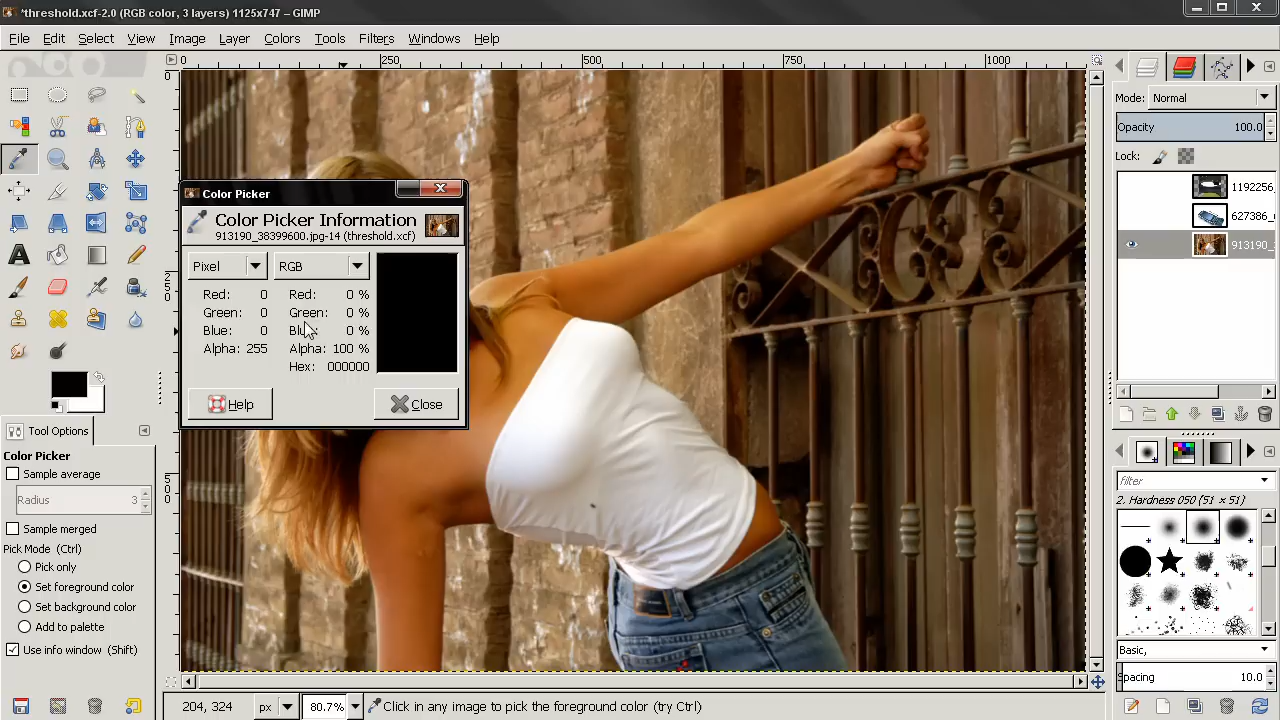 *threshold.xcf-2.0 (RGB color, 3 layers) 1125x747 – GIMP
File Edit Select View Image Layer Colors Tools Filters Windows Help
0 250 500 750 1000
0
250
500
Color Picker
Color Picker Information
913190_38399600.jpg-14 (threshold.xcf)
Pixel RGB
Red: 0 Red: 0 %
Green: 0 Green: 0 %
Blue: 0 Blu 0 %
Alpha: 255 Alpha: 100 %
Hex: 000000
Help Close
Tool Options
Color Picker
Sample average
Radius 3
Sample merged
Pick Mode (Ctrl)
Pick only
Set foreground color
Set background color
Add to palette
Use info window (Shift)
204, 324 px 80.7% Click in any image to pick the foreground color (try Ctrl)
Mode: Normal
Opacity 100.0
Lock:
1192256
627386_
913190_
filter
2. Hardness 050 (51 × 51)
Basic,
Spacing 10.0